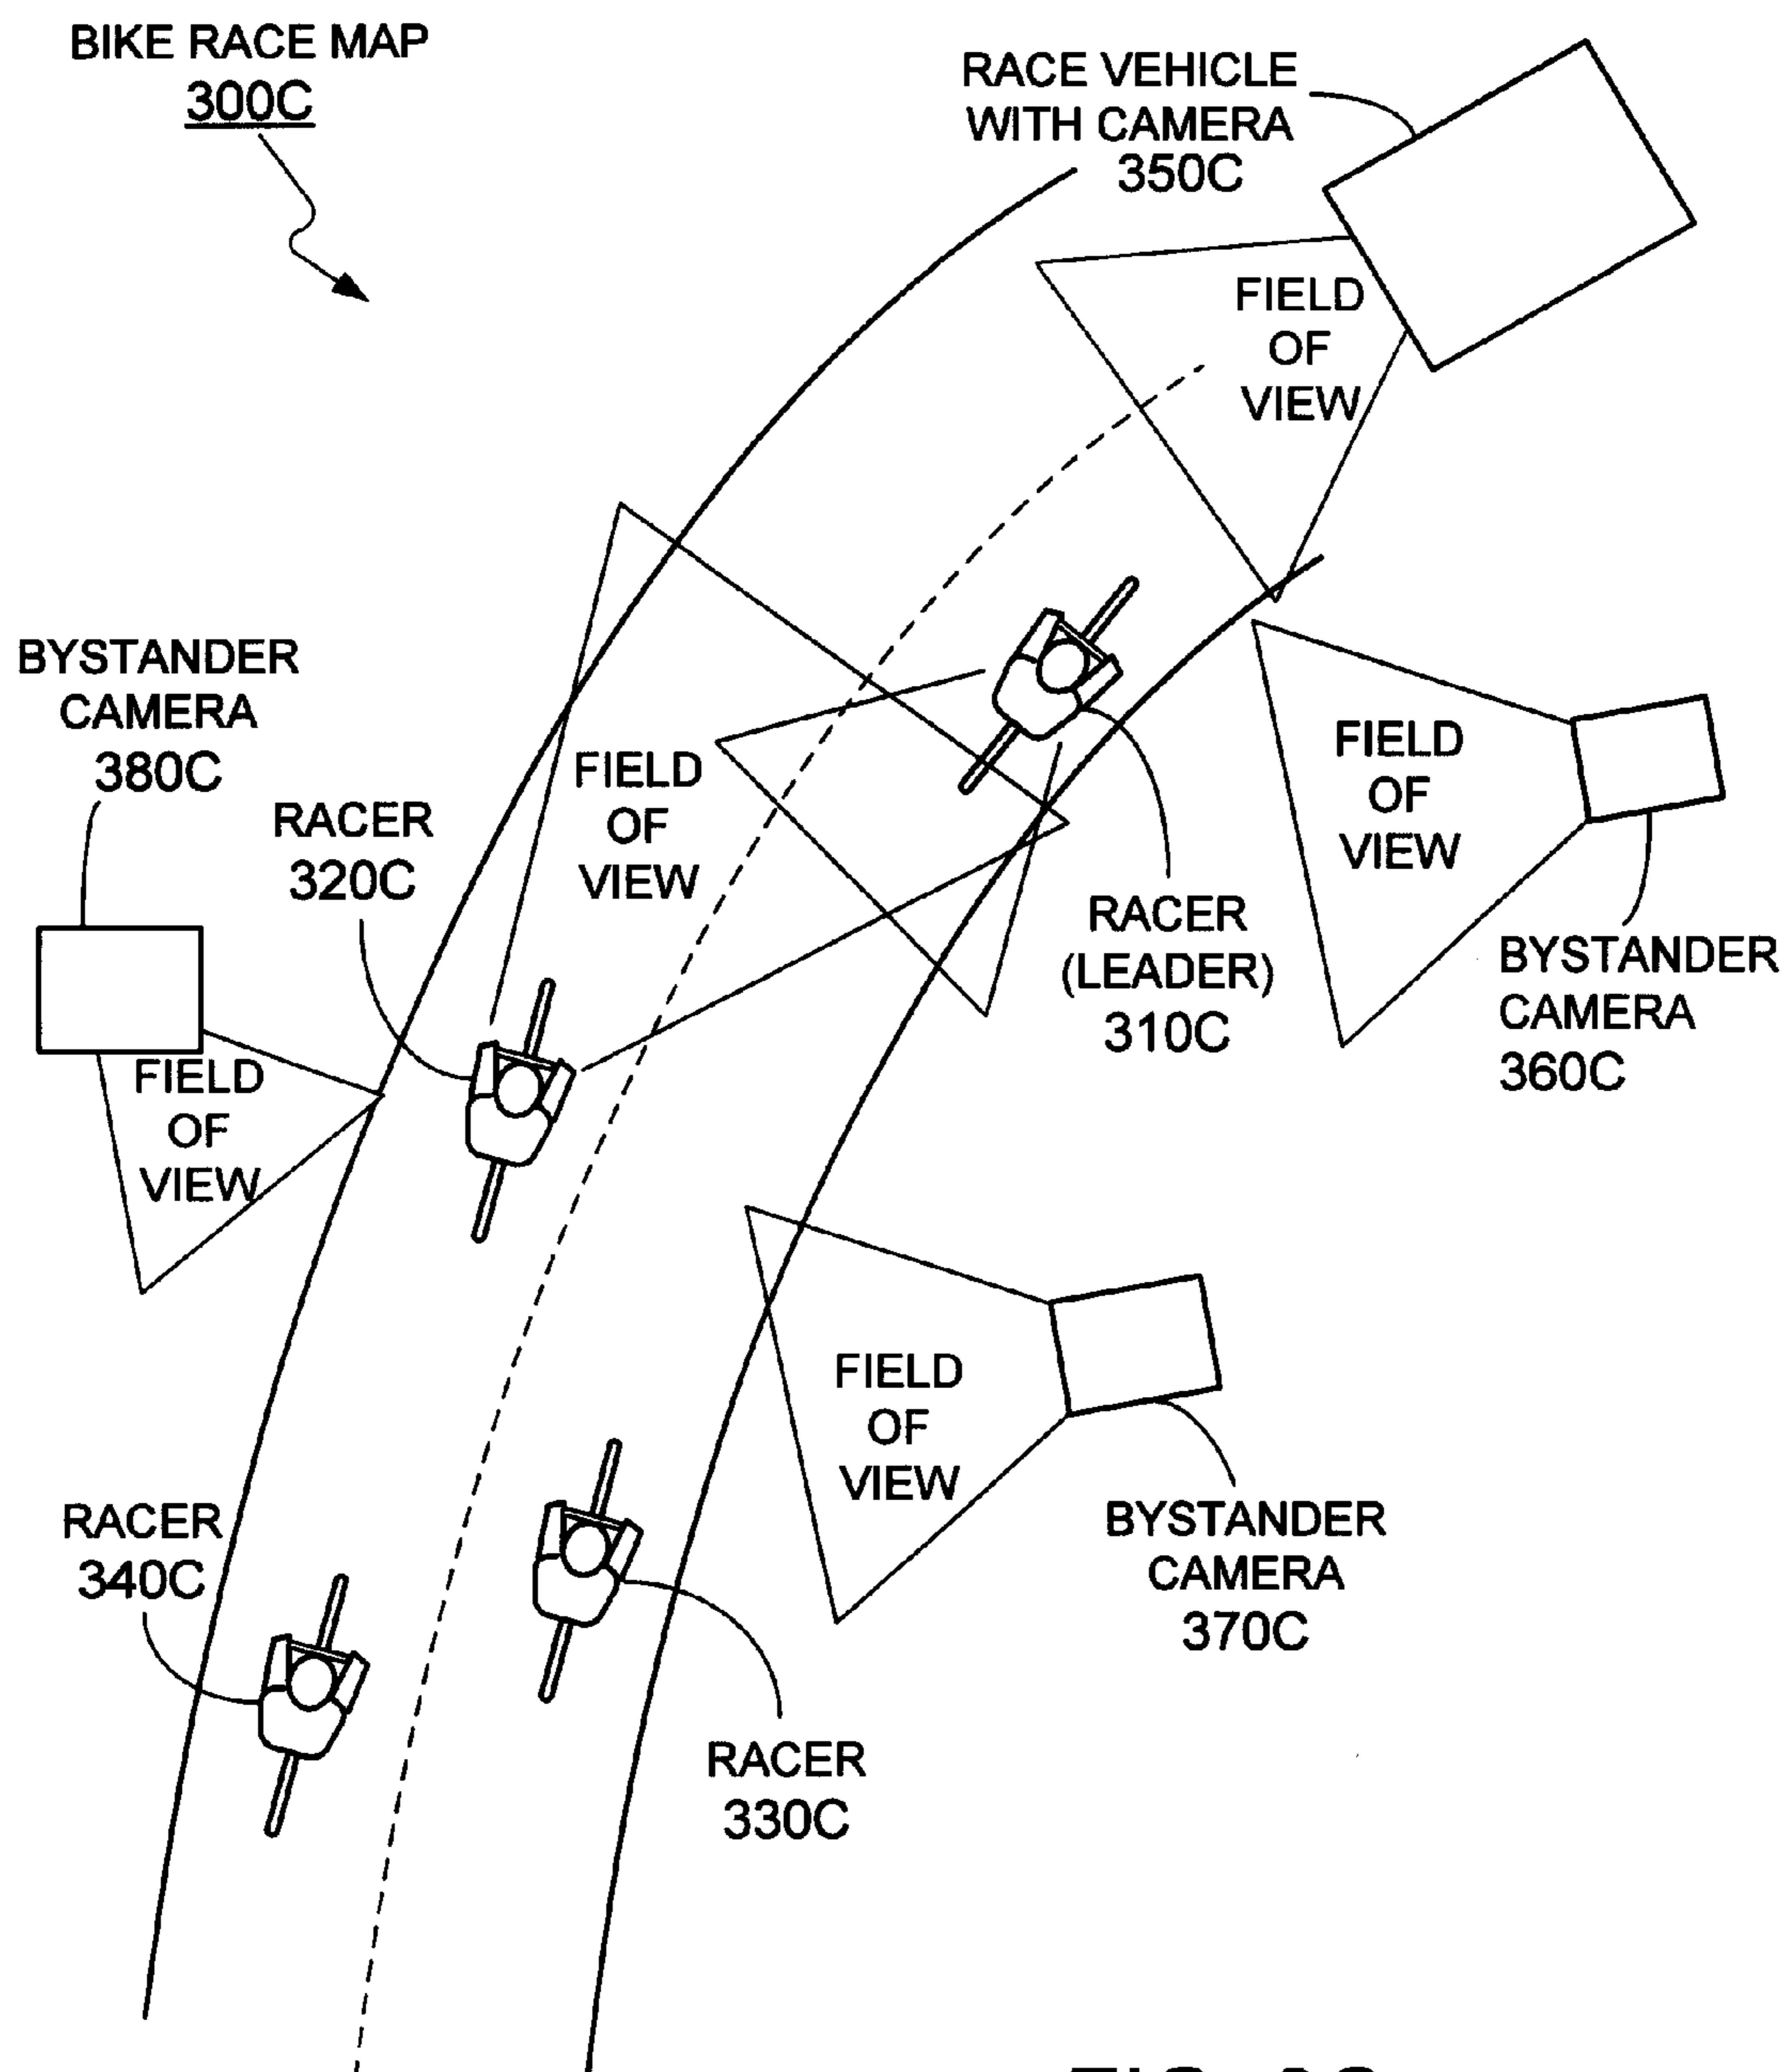 BIKE RACE MAP
300C
RACE VEHICLE
WITH CAMERA
350C
FIELD
OF
VIEW
BYSTANDER
CAMERA
380C
RACER
320C
FIELD
OF
VIEW
FIELD
OF
VIEW
RACER
(LEADER)
310C
BYSTANDER
CAMERA
360C
FIELD
OF
VIEW
FIELD
OF
VIEW
RACER
340C
BYSTANDER
CAMERA
370C
RACER
330C